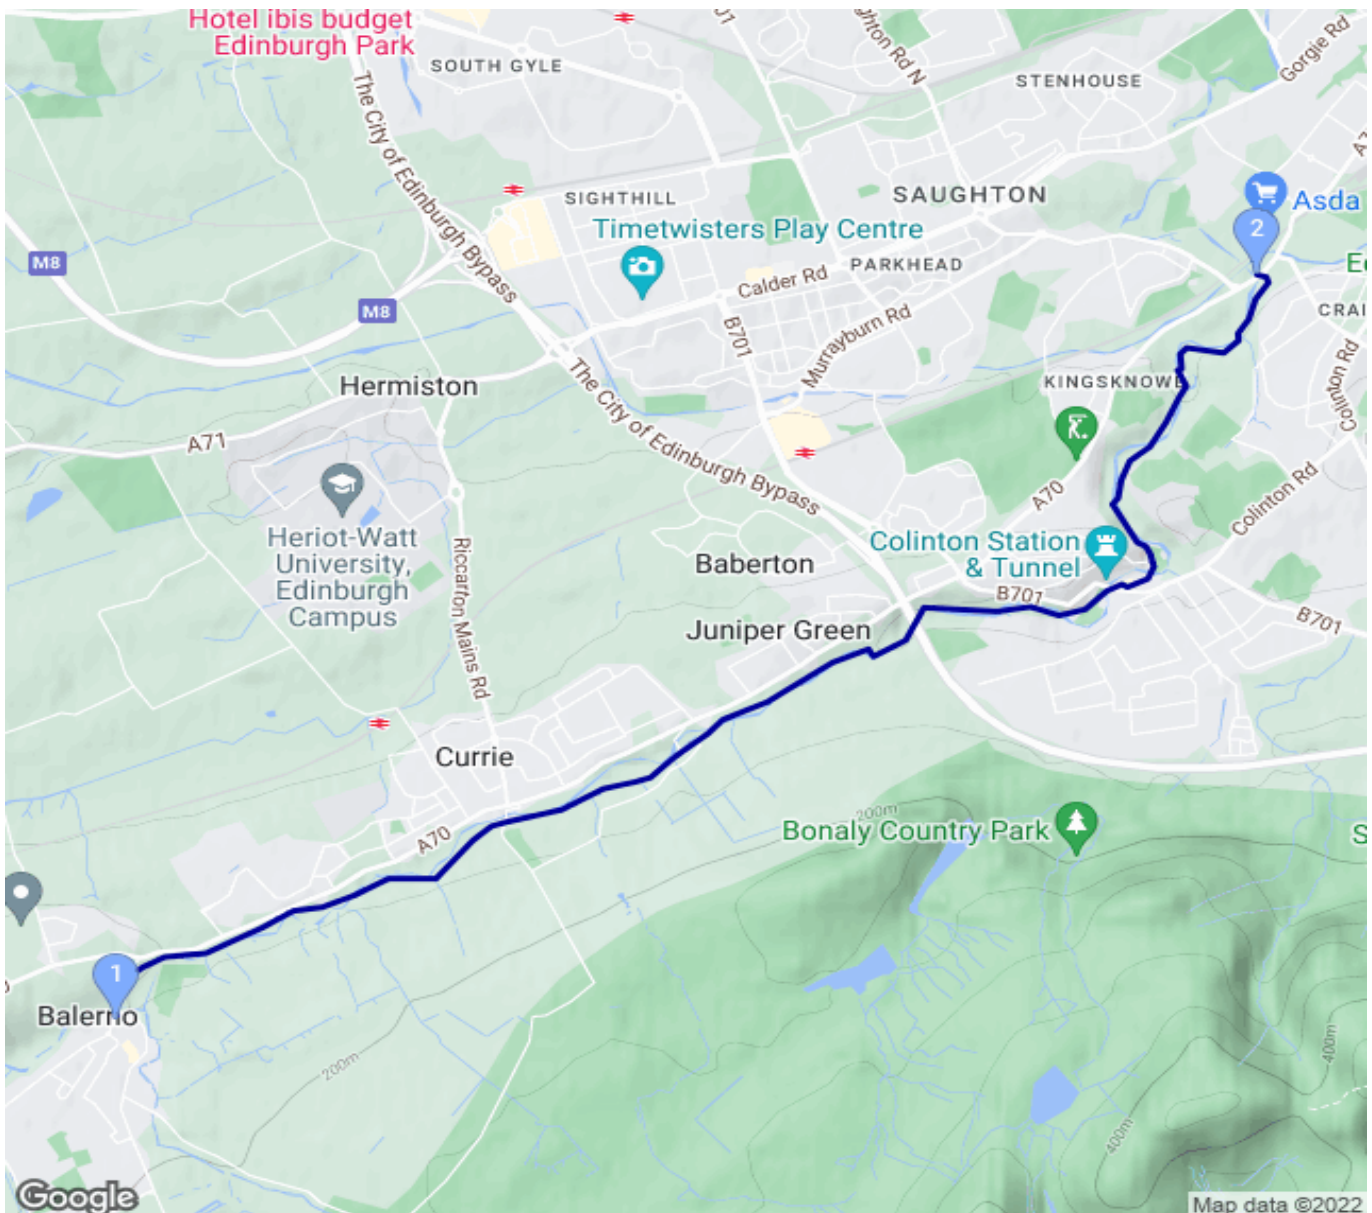 Hotel ibis budget
Edinburgh Park
SOUTH GYLE
STENHOUSE
Gorgie Rd
The City of Edinburgh Bypass
SIGHTHILL
SAUGHTON
Asda
2
Timetwisters Play Centre
PARKHEAD
M8
M8
Calder Rd
B701
Murrayburn Rd
The City of Edinburgh Bypass
Hermiston
KINGSKNOWE
Colinton Rd
A71
A70
Colinton Rd
Heriot-Watt
University,
Edinburgh
Campus
Riccarton Mains Rd
Baberton
Colinton Station
& Tunnel
B701
B701
Juniper Green
Currie
A70
200m
Bonaly Country Park
1
Balerno
200m
400m
400m
Google
Map data ©2022